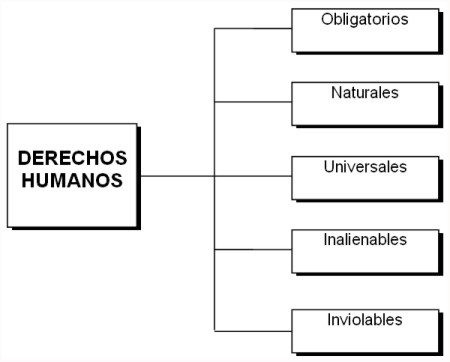 DERECHOS
HUMANOS
Obligatorios
Naturales
Universales
Inalienables
Inviolables